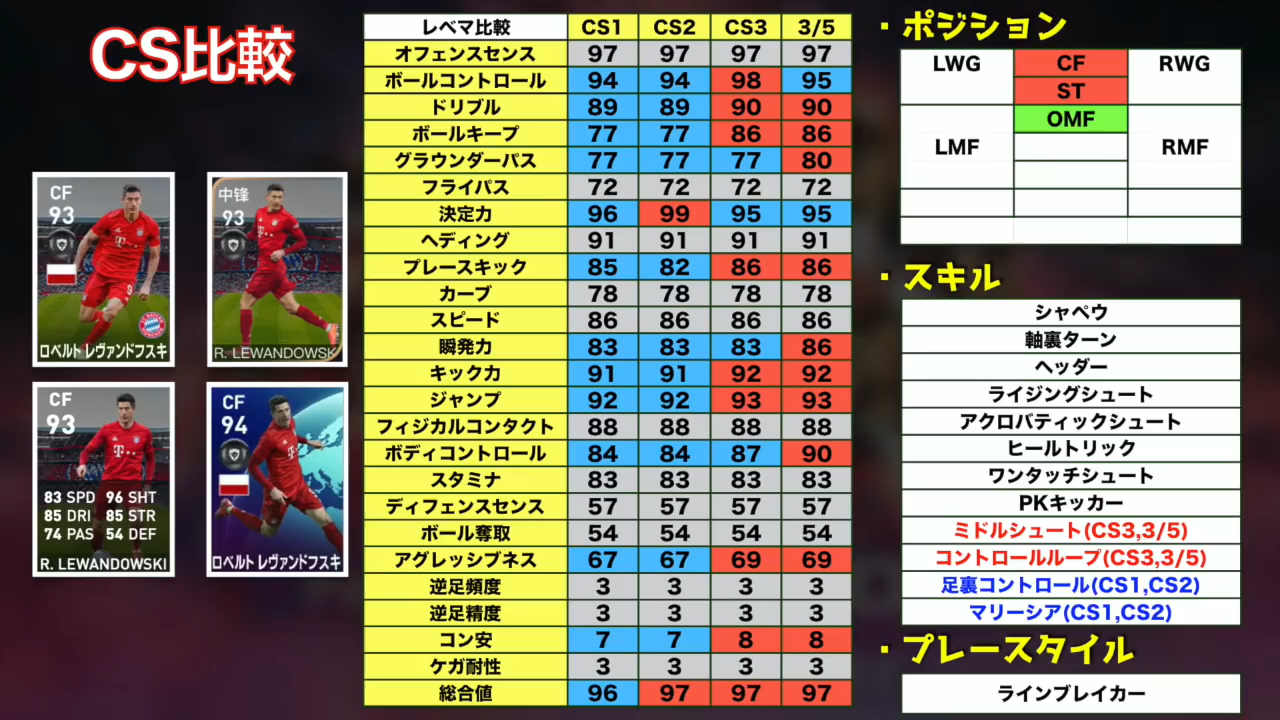 CS比較
CF
93
ロベルト レヴァンドフスキ
中锋
93
R. LEWANDOWSKI
CF
93
83 SPD 96 SHT
85 DRI 85 STR
74 PAS 54 DEF
R. LEWANDOWSKI
CF
94
ロベルト レヴァンドフスキ
レベマ比較 CS1 CS2 CS3 3/5
オフェンスセンス 97 97 97 97
ボールコントロール 94 94 98 95
ドリブル 89 89 90 90
ボールキープ 77 77 86 86
グラウンダーパス 77 77 77 80
フライパス 72 72 72 72
決定力 96 99 95 95
ヘディング 91 91 91 91
プレースキック 85 82 86 86
カーブ 78 78 78 78
スピード 86 86 86 86
瞬発力 83 83 83 86
キック力 91 91 92 92
ジャンプ 92 92 93 93
フィジカルコンタクト 88 88 88 88
ボディコントロール 84 84 87 90
スタミナ 83 83 83 83
ディフェンスセンス 57 57 57 57
ボール奪取 54 54 54 54
アグレッシブネス 67 67 69 69
逆足頻度 3 3 3 3
逆足精度 3 3 3 3
コン安 7 7 8 8
ケガ耐性 3 3 3 3
総合値 96 97 97 97
・ポジション
LWG CF RWG
ST
OMF
LMF RMF
・スキル
シャペウ
軸裏ターン
ヘッダー
ライジングシュート
アクロバティックシュート
ヒールトリック
ワンタッチシュート
PKキッカー
ミドルシュート(CS3,3/5)
コントロールループ(CS3,3/5)
足裏コントロール(CS1,CS2)
マリーシア(CS1,CS2)
・プレースタイル
ラインブレイカー